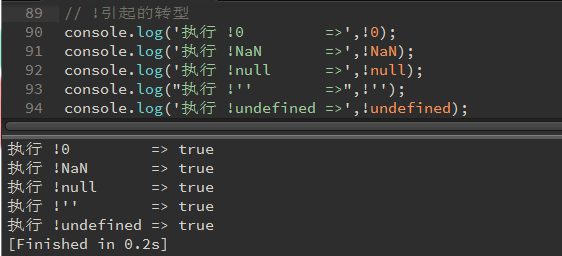 89 // !引起的转型
90 console.log('执行 !0         =>',!0);
91 console.log('执行 !NaN       =>',!NaN);
92 console.log('执行 !null      =>',!null);
93 console.log("执行 !''        =>",!'');
94 console.log('执行 !undefined =>',!undefined);
执行 !0         => true
执行 !NaN       => true
执行 !null      => true
执行 !''        => true
执行 !undefined => true
[Finished in 0.2s]